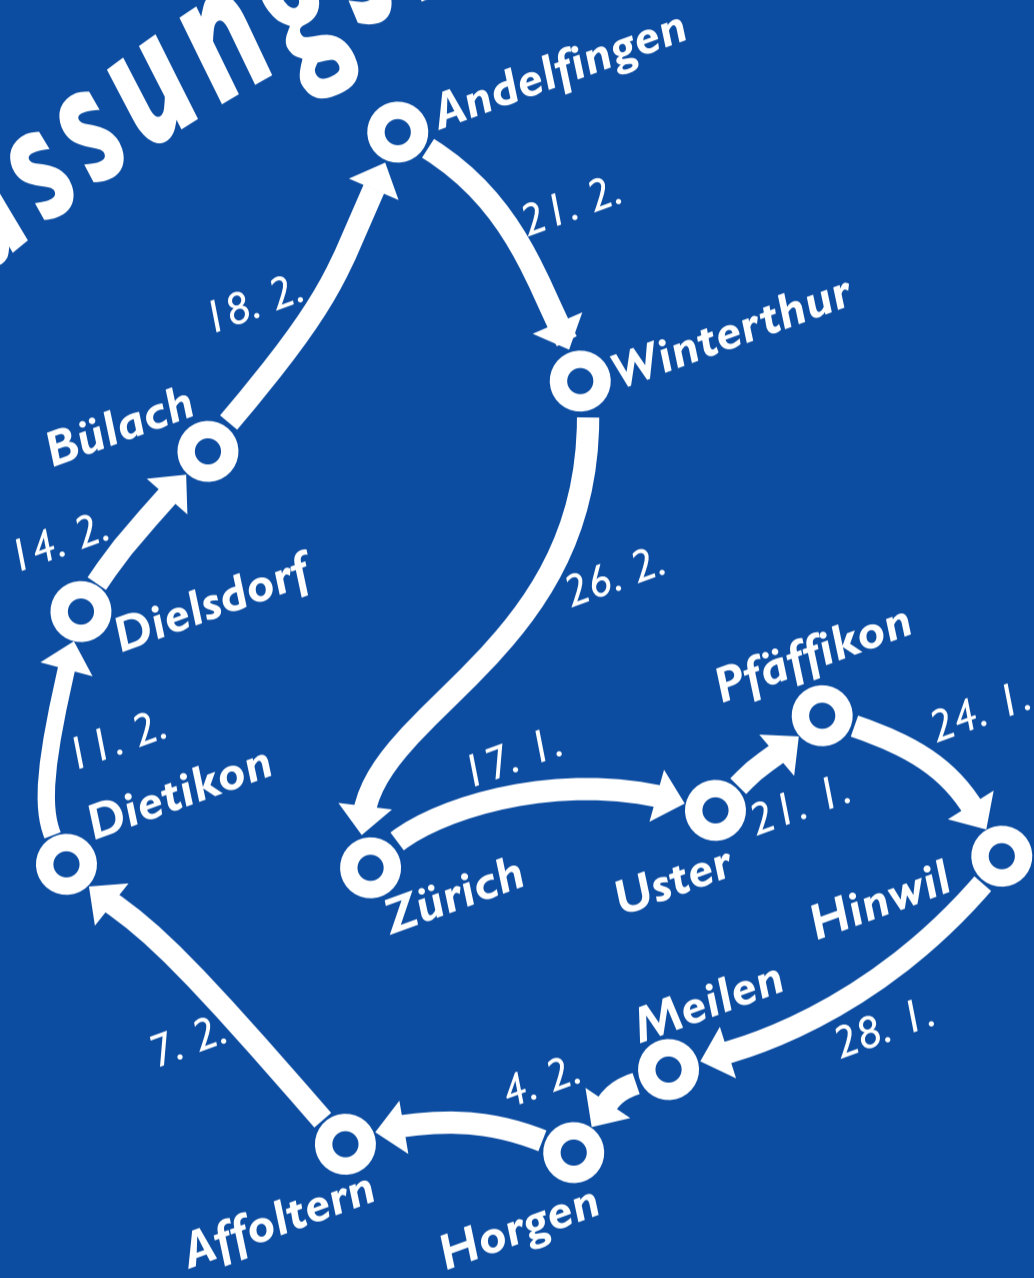 Andelfingen
21. 2.
18. 2.
Winterthur
Bülach
14. 2.
Dielsdorf
26. 2.
Pfäffikon
24. 1.
11. 2.
17. 1.
Dietikon
21. 1.
Zürich
Uster
Hinwil
Meilen
28. 1.
7. 2.
4. 2.
Affoltern
Horgen